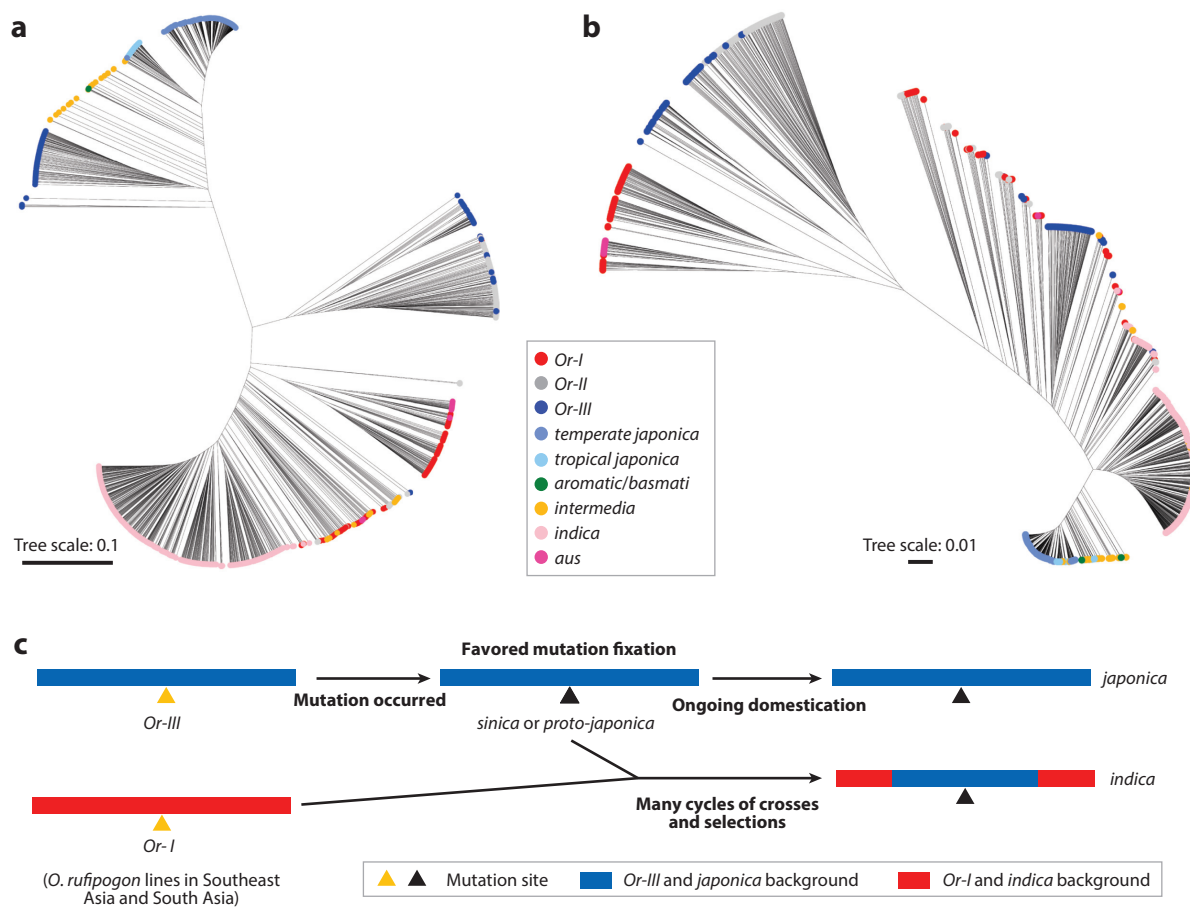 a
b
Or-I
Or-II
Or-III
temperate japonica
tropical japonica
aromatic/basmati
intermedia
indica
aus
Tree scale: 0.1
Tree scale: 0.01
c
Favored mutation fixation
Mutation occurred
Ongoing domestication
japonica
Or-III
sinica or proto-japonica
indica
Many cycles of crosses
and selections
Or- I
(O. rufipogon lines in Southeast
Asia and South Asia)
Mutation site
Or-III and japonica background
Or-I and indica background